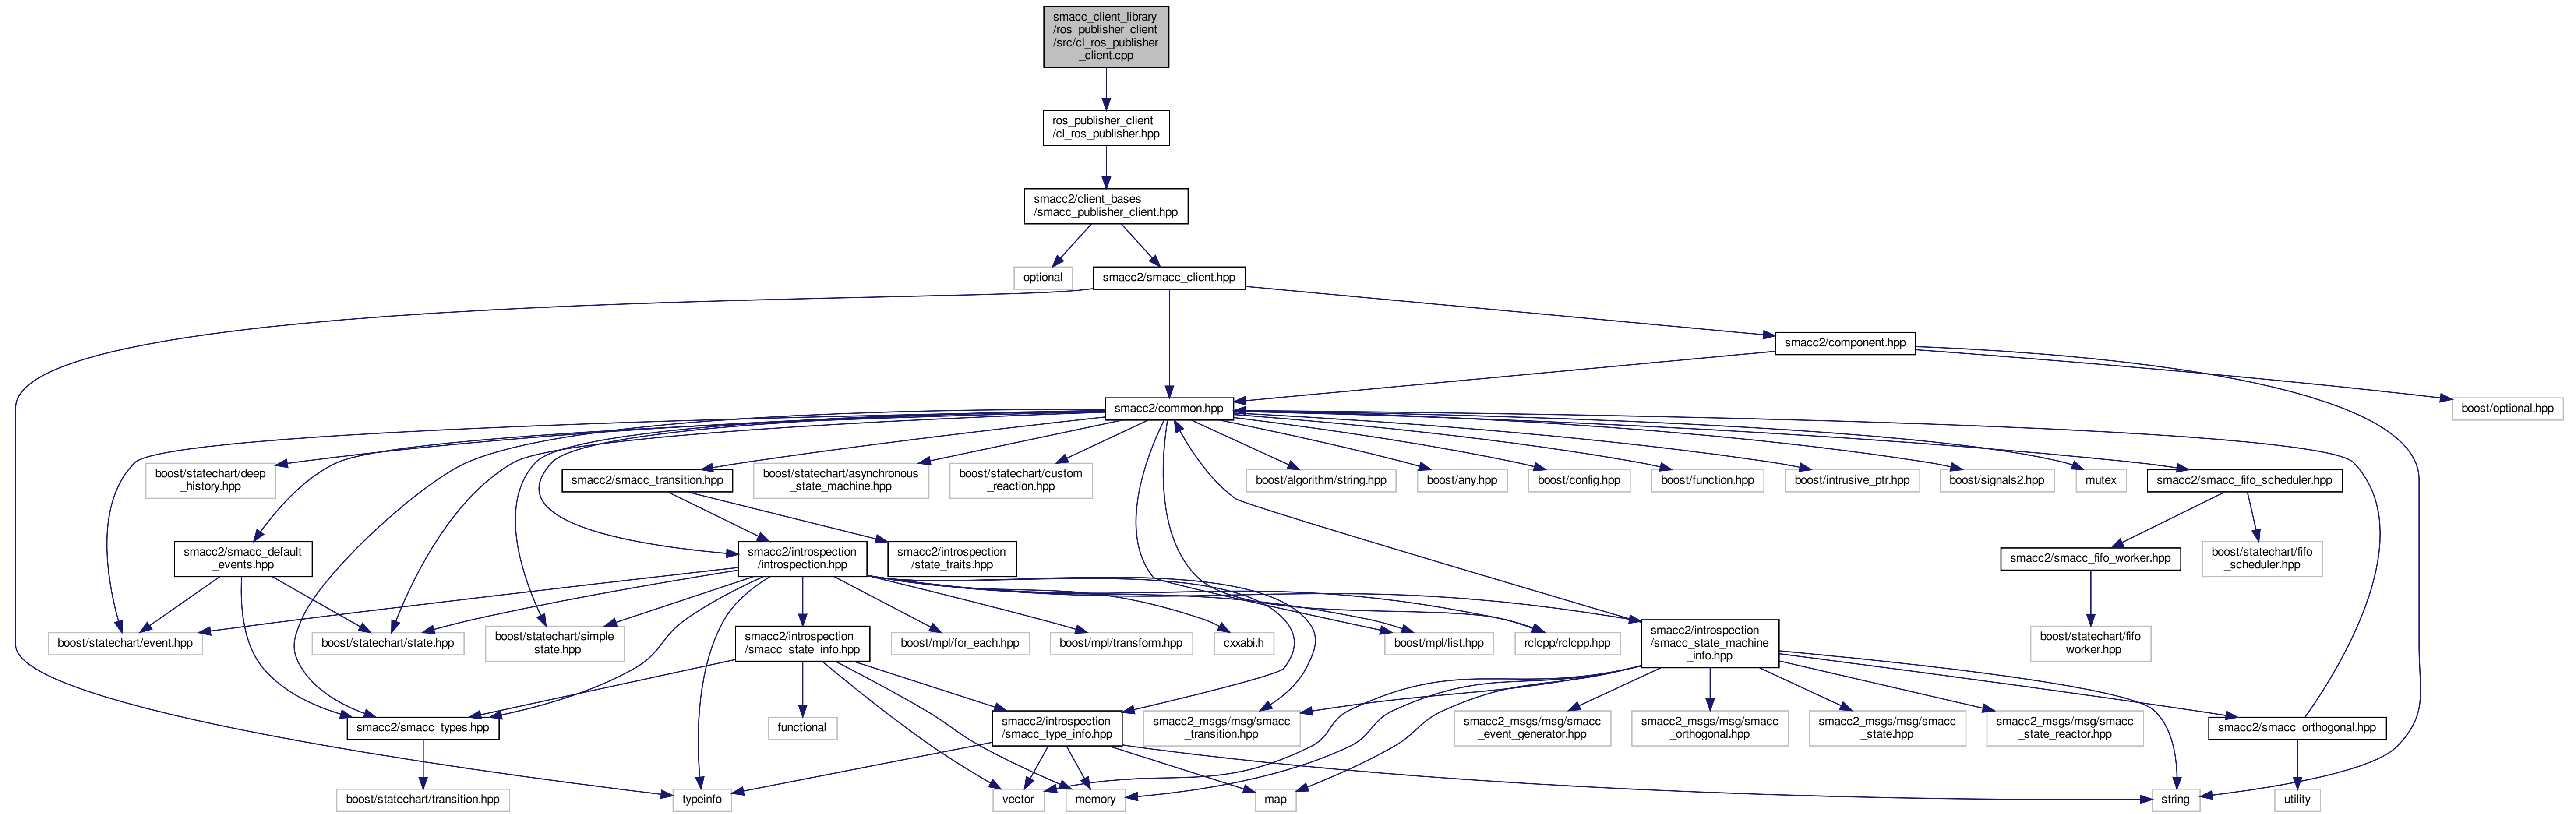 smacc_client_library
/ros_publisher_client
/src/cl_ros_publisher
_client.cpp
ros_publisher_client
/cl_ros_publisher.hpp
smacc2/client_bases
/smacc_publisher_client.hpp
optional
smacc2/smacc_client.hpp
smacc2/component.hpp
smacc2/common.hpp
boost/optional.hpp
boost/statechart/deep
_history.hpp
smacc2/smacc_transition.hpp
boost/statechart/asynchronous
_state_machine.hpp
boost/statechart/custom
_reaction.hpp
boost/algorithm/string.hpp
boost/any.hpp
boost/config.hpp
boost/function.hpp
boost/intrusive_ptr.hpp
boost/signals2.hpp
mutex
smacc2/smacc_fifo_scheduler.hpp
smacc2/smacc_default
_events.hpp
smacc2/introspection
/introspection.hpp
smacc2/introspection
/state_traits.hpp
smacc2/smacc_fifo_worker.hpp
boost/statechart/fifo
_scheduler.hpp
boost/statechart/event.hpp
boost/statechart/state.hpp
boost/statechart/simple
_state.hpp
smacc2/introspection
/smacc_state_info.hpp
boost/mpl/for_each.hpp
boost/mpl/transform.hpp
cxxabi.h
boost/mpl/list.hpp
rclcpp/rclcpp.hpp
smacc2/introspection
/smacc_state_machine
_info.hpp
boost/statechart/fifo
_worker.hpp
smacc2/smacc_types.hpp
functional
smacc2/introspection
/smacc_type_info.hpp
smacc2_msgs/msg/smacc
_transition.hpp
smacc2_msgs/msg/smacc
_event_generator.hpp
smacc2_msgs/msg/smacc
_orthogonal.hpp
smacc2_msgs/msg/smacc
_state.hpp
smacc2_msgs/msg/smacc
_state_reactor.hpp
smacc2/smacc_orthogonal.hpp
boost/statechart/transition.hpp
typeinfo
vector
memory
map
string
utility